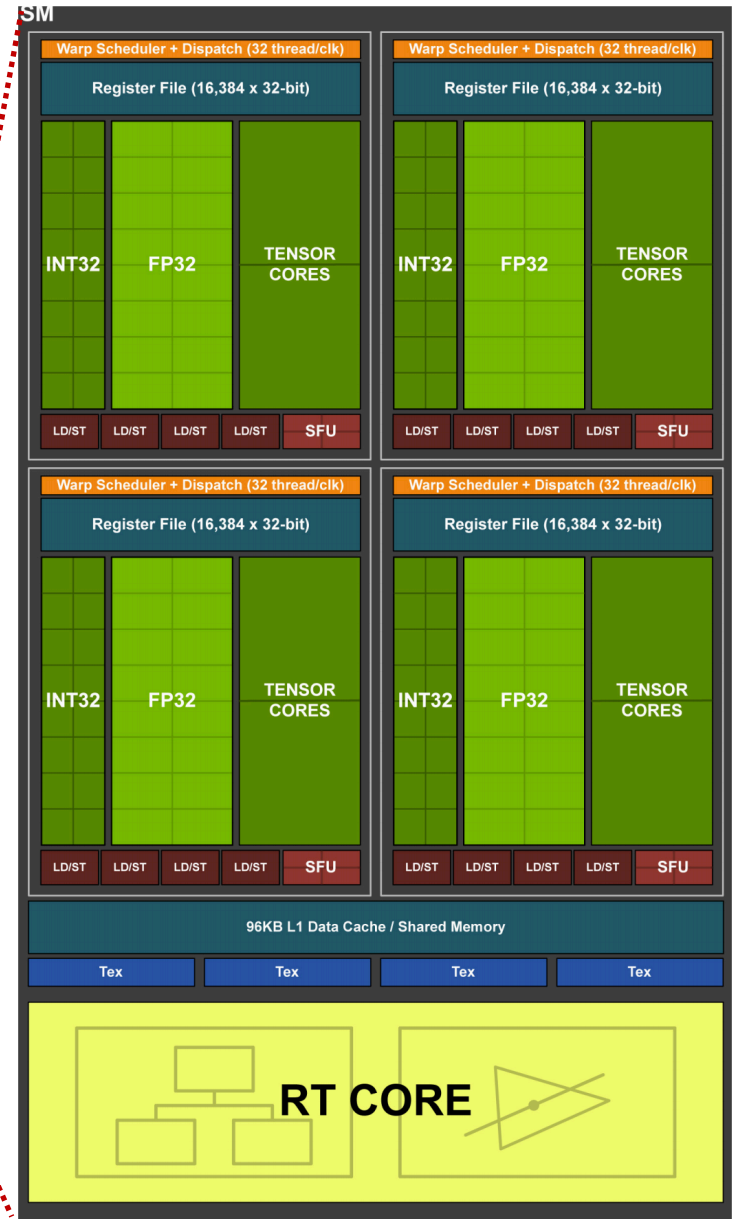 SM
Warp Scheduler + Dispatch (32 thread/clk)
Register File (16,384 x 32-bit)
INT32
FP32
TENSOR
CORES
LD/ST
LD/ST
LD/ST
LD/ST
SFU
Warp Scheduler + Dispatch (32 thread/clk)
Register File (16,384 x 32-bit)
INT32
FP32
TENSOR
CORES
LD/ST
LD/ST
LD/ST
LD/ST
SFU
Warp Scheduler + Dispatch (32 thread/clk)
Register File (16,384 x 32-bit)
INT32
FP32
TENSOR
CORES
LD/ST
LD/ST
LD/ST
LD/ST
SFU
Warp Scheduler + Dispatch (32 thread/clk)
Register File (16,384 x 32-bit)
INT32
FP32
TENSOR
CORES
LD/ST
LD/ST
LD/ST
LD/ST
SFU
96KB L1 Data Cache / Shared Memory
Tex
Tex
Tex
Tex
RT CORE